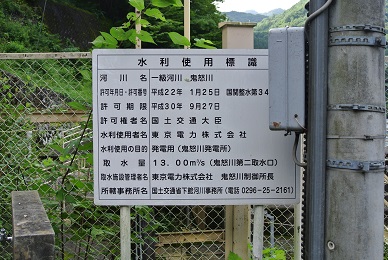 水利使用標識
河川名 一級河川 鬼怒川
許可年月日・許可番号 平成22年 1月25日 国関整水第34
許可期限 平成30年 9月27日
許可権者名 国土交通大臣
水利使用者名 東京電力株式会社
水利使用の目的 発電用(鬼怒川発電所)
取水量 13.00m³/s(鬼怒川第二取水口)
取水施設管理者名 東京電力株式会社 鬼怒川制御所長
所轄事務所名 国土交通省下館河川事務所(電話 0296-25-2161)